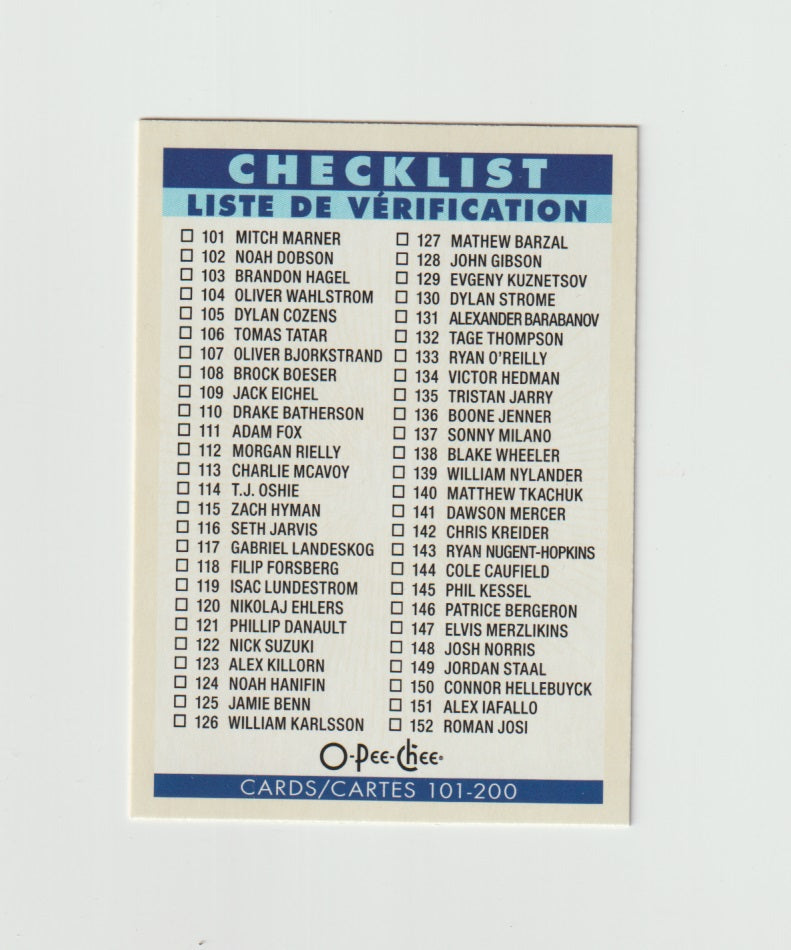 CHECKLIST
LISTE DE VÉRIFICATION
101 MITCH MARNER
102 NOAH DOBSON
103 BRANDON HAGEL
104 OLIVER WAHLSTROM
105 DYLAN COZENS
106 TOMAS TATAR
107 OLIVER BJORKSTRAND
108 BROCK BOESER
109 JACK EICHEL
110 DRAKE BATHERSON
111 ADAM FOX
112 MORGAN RIELLY
113 CHARLIE MCAVOY
114 T.J. OSHIE
115 ZACH HYMAN
116 SETH JARVIS
117 GABRIEL LANDESKOG
118 FILIP FORSBERG
119 ISAC LUNDESTROM
120 NIKOLAJ EHLERS
121 PHILLIP DANAULT
122 NICK SUZUKI
123 ALEX KILLORN
124 NOAH HANIFIN
125 JAMIE BENN
126 WILLIAM KARLSSON
127 MATHEW BARZAL
128 JOHN GIBSON
129 EVGENY KUZNETSOV
130 DYLAN STROME
131 ALEXANDER BARABANOV
132 TAGE THOMPSON
133 RYAN O'REILLY
134 VICTOR HEDMAN
135 TRISTAN JARRY
136 BOONE JENNER
137 SONNY MILANO
138 BLAKE WHEELER
139 WILLIAM NYLANDER
140 MATTHEW TKACHUK
141 DAWSON MERCER
142 CHRIS KREIDER
143 RYAN NUGENT-HOPKINS
144 COLE CAUFIELD
145 PHIL KESSEL
146 PATRICE BERGERON
147 ELVIS MERZLIKINS
148 JOSH NORRIS
149 JORDAN STAAL
150 CONNOR HELLEBUYCK
151 ALEX IAFALLO
152 ROMAN JOSI
O-Pee-Chee
CARDS/CARTES 101-200